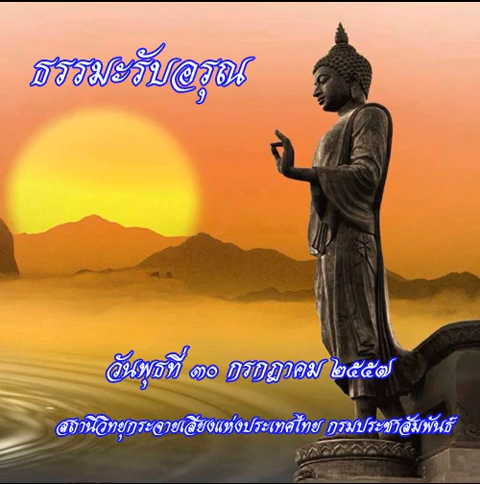 ธรรมะรับอรุณ
วันพุธที่ ๓๐ กรกฎาคม ๒๕๕๗
สถานีวิทยุกระจายเสียงแห่งประเทศไทย กรมประชาสัมพันธ์